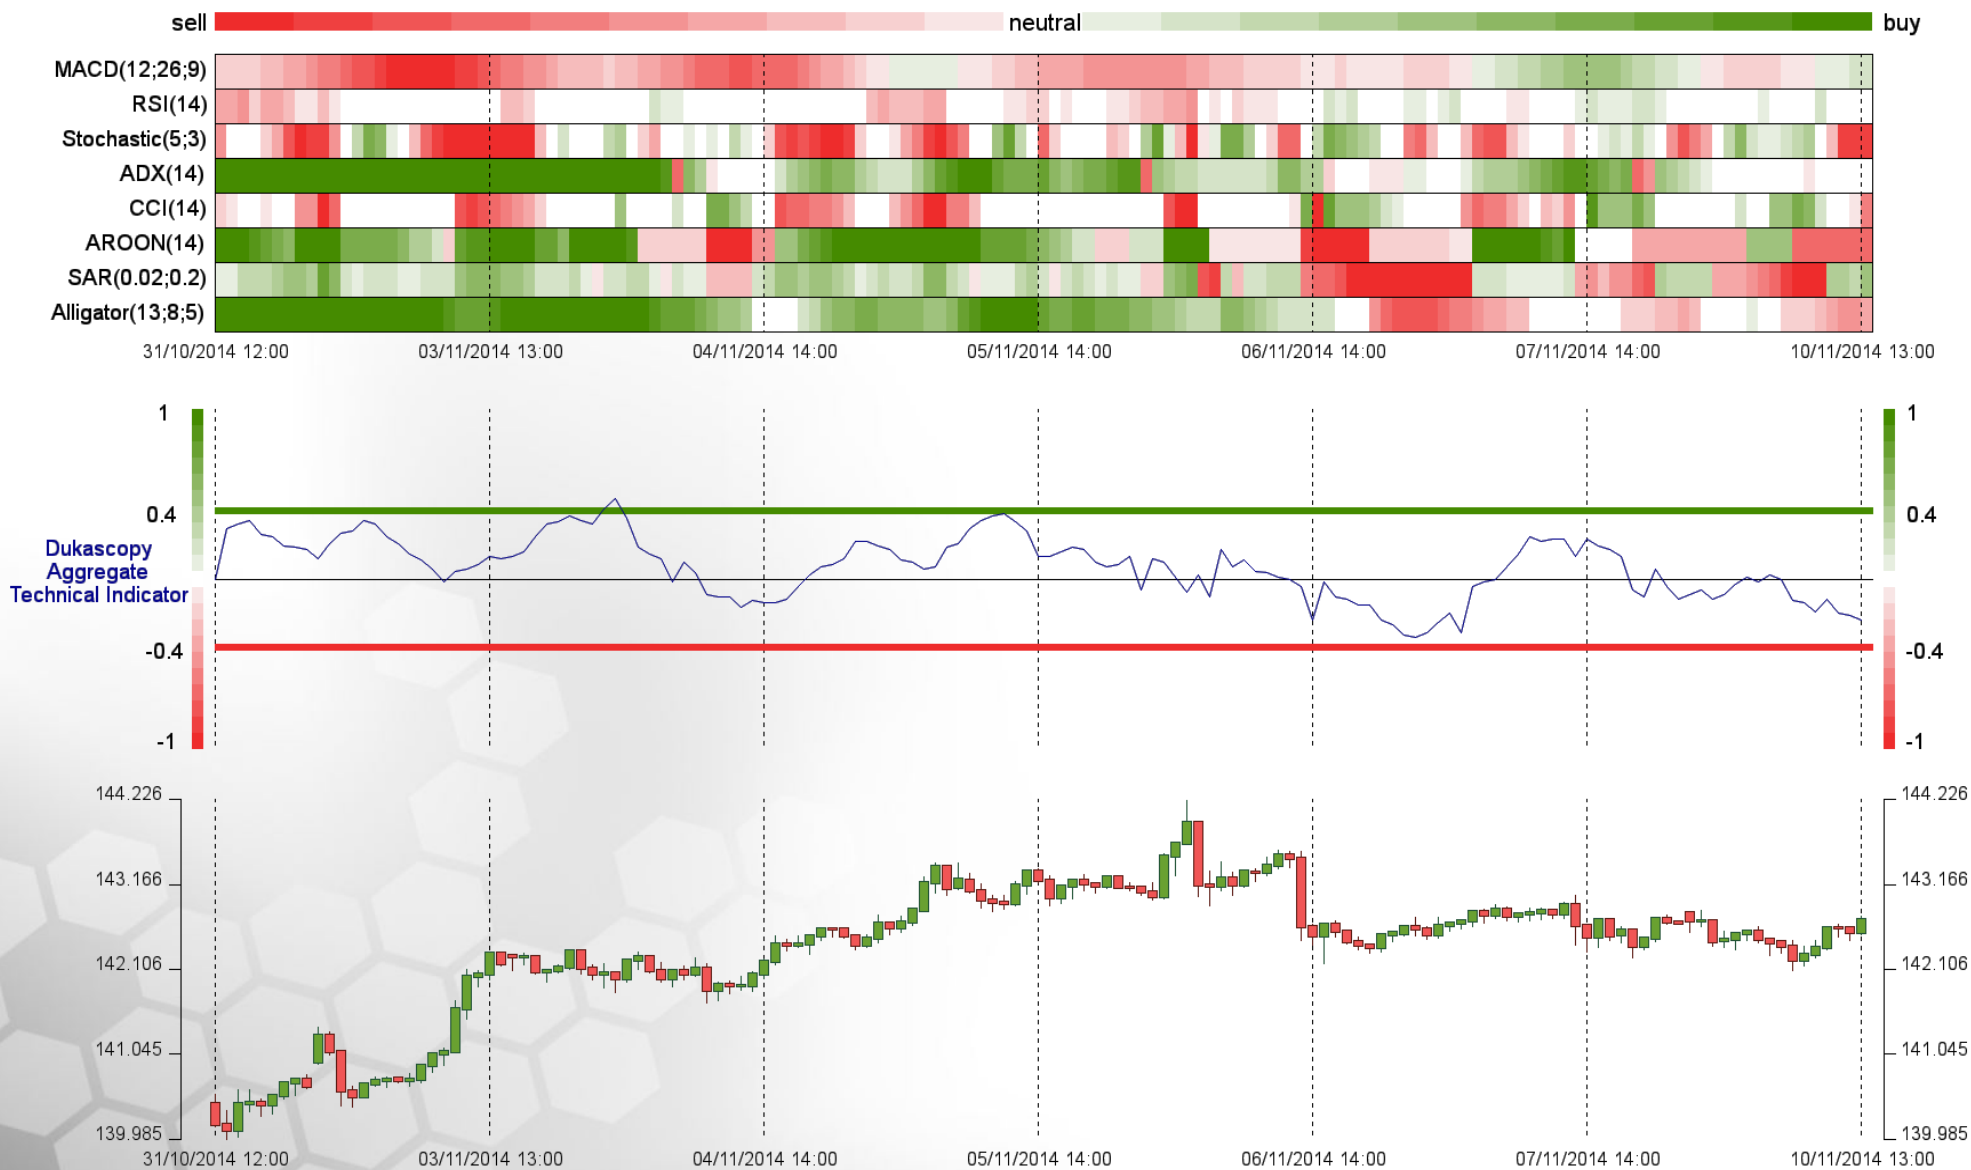 sell neutral buy
MACD(12;26;9)
RSI(14)
Stochastic(5;3)
ADX(14)
CCI(14)
AROON(14)
SAR(0.02;0.2)
Alligator(13;8;5)
31/10/2014 12:00 03/11/2014 13:00 04/11/2014 14:00 05/11/2014 14:00 06/11/2014 14:00 07/11/2014 14:00 10/11/2014 13:00
1 1
0.4 0.4
Dukascopy
Aggregate
Technical Indicator
-0.4 -0.4
-1 -1
144.226 144.226
143.166 143.166
142.106 142.106
141.045 141.045
139.985 139.985
31/10/2014 12:00 03/11/2014 13:00 04/11/2014 14:00 05/11/2014 14:00 06/11/2014 14:00 07/11/2014 14:00 10/11/2014 13:00